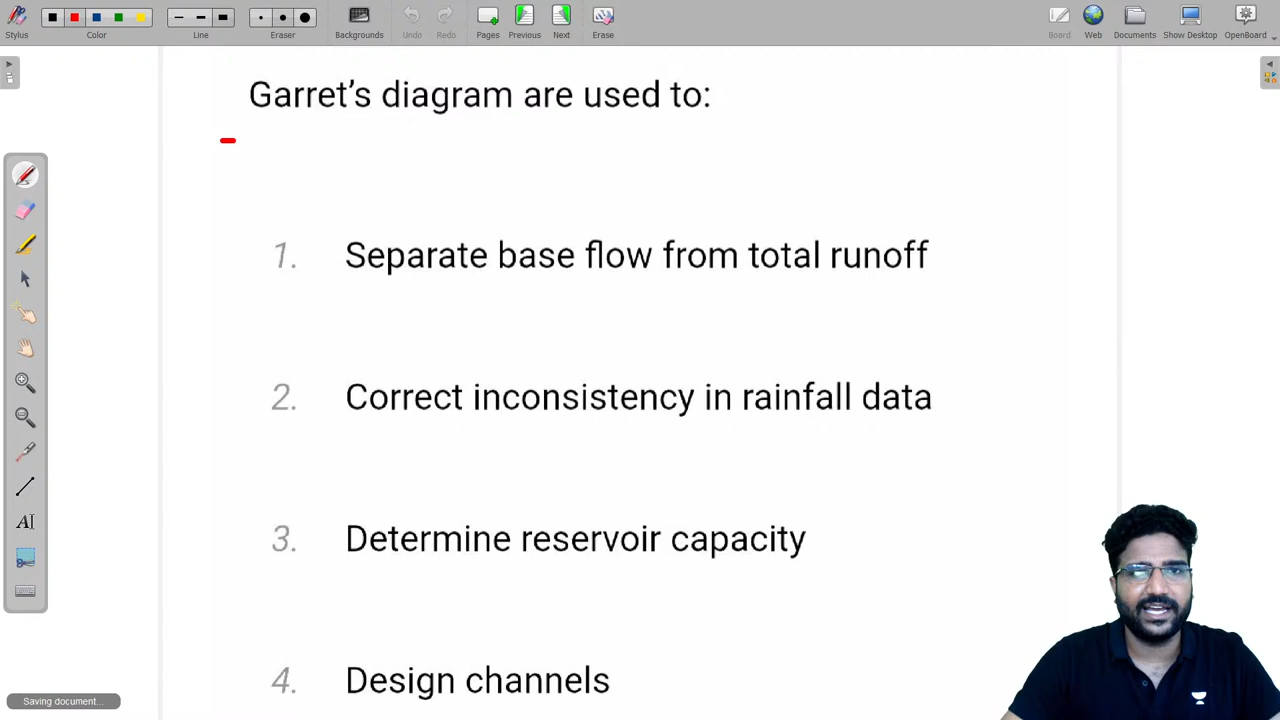 Stylus
Color
Line
Eraser
Backgrounds
Undo
Redo
Pages
Previous
Next
Erase
Board
Web
Documents
Show Desktop
OpenBoard
Garret's diagram are used to:
1. Separate base flow from total runoff
2. Correct inconsistency in rainfall data
3. Determine reservoir capacity
4. Design channels
AI
Saving document...